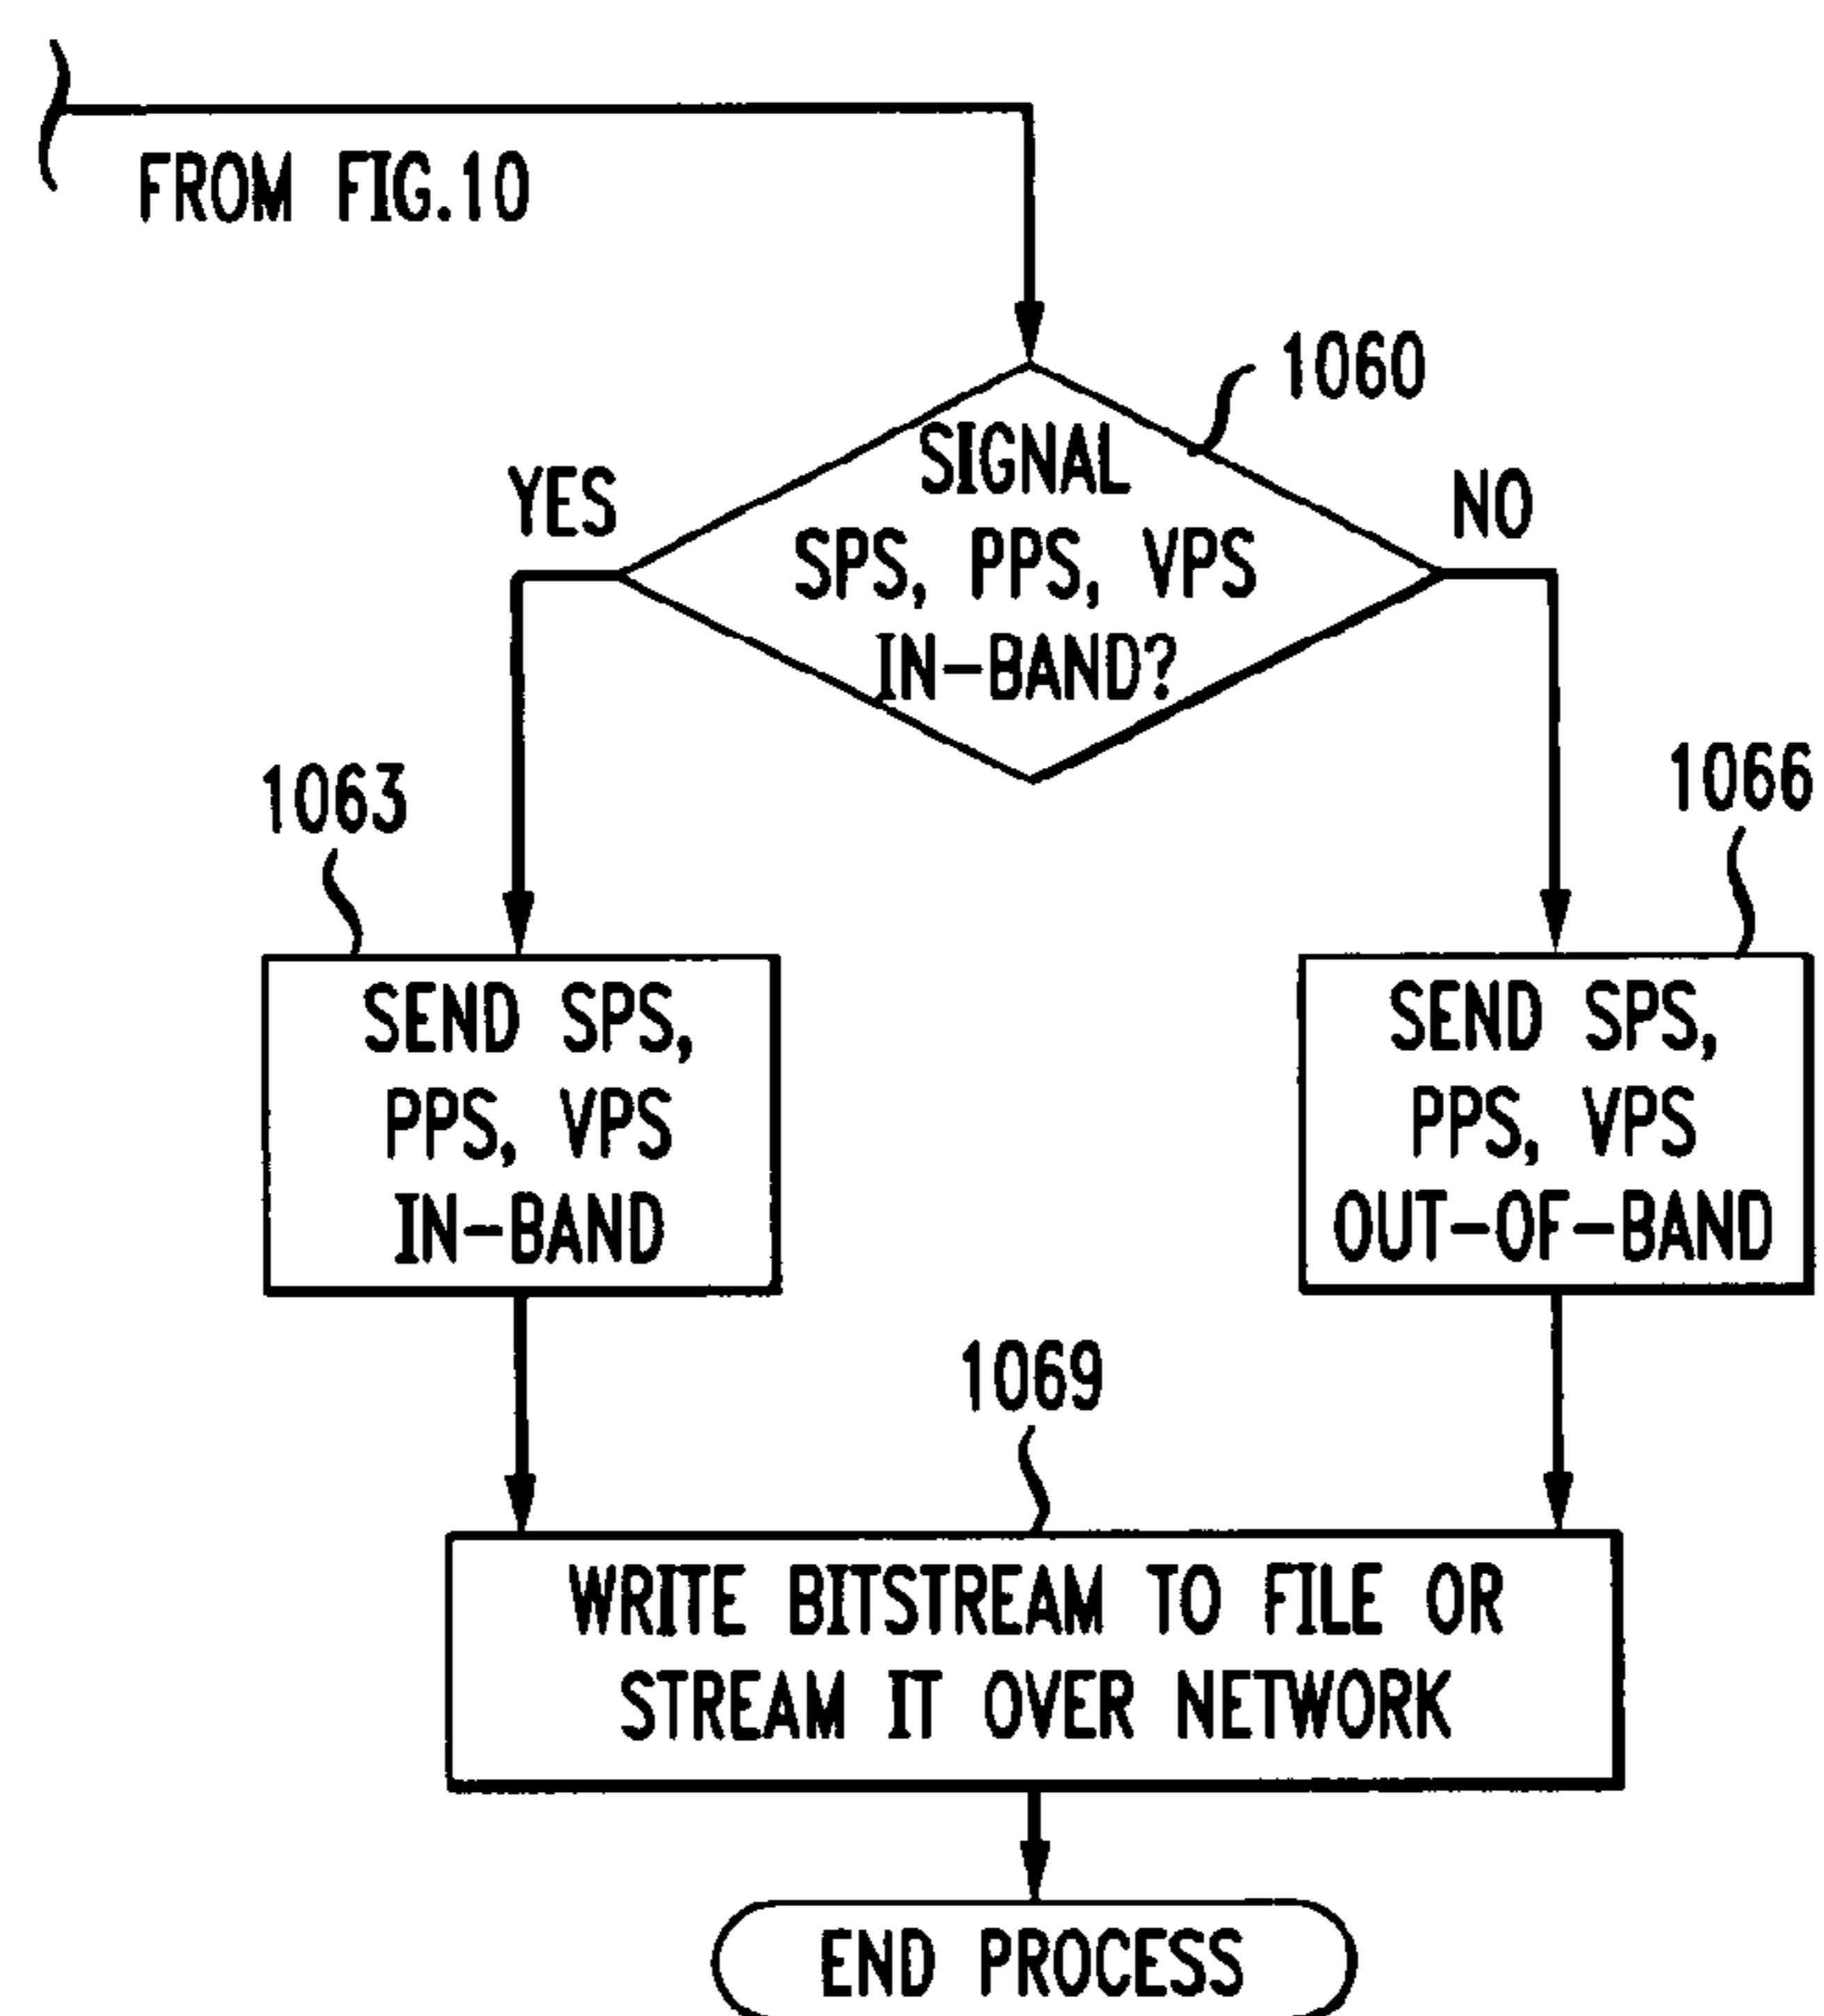 FROM FIG.10
1060
SIGNAL
SPS, PPS, VPS
IN-BAND?
YES
NO
1063
SEND SPS,
PPS, VPS
IN-BAND
1066
SEND SPS,
PPS, VPS
OUT-OF-BAND
1069
WRITE BITSTREAM TO FILE OR
STREAM IT OVER NETWORK
END PROCESS